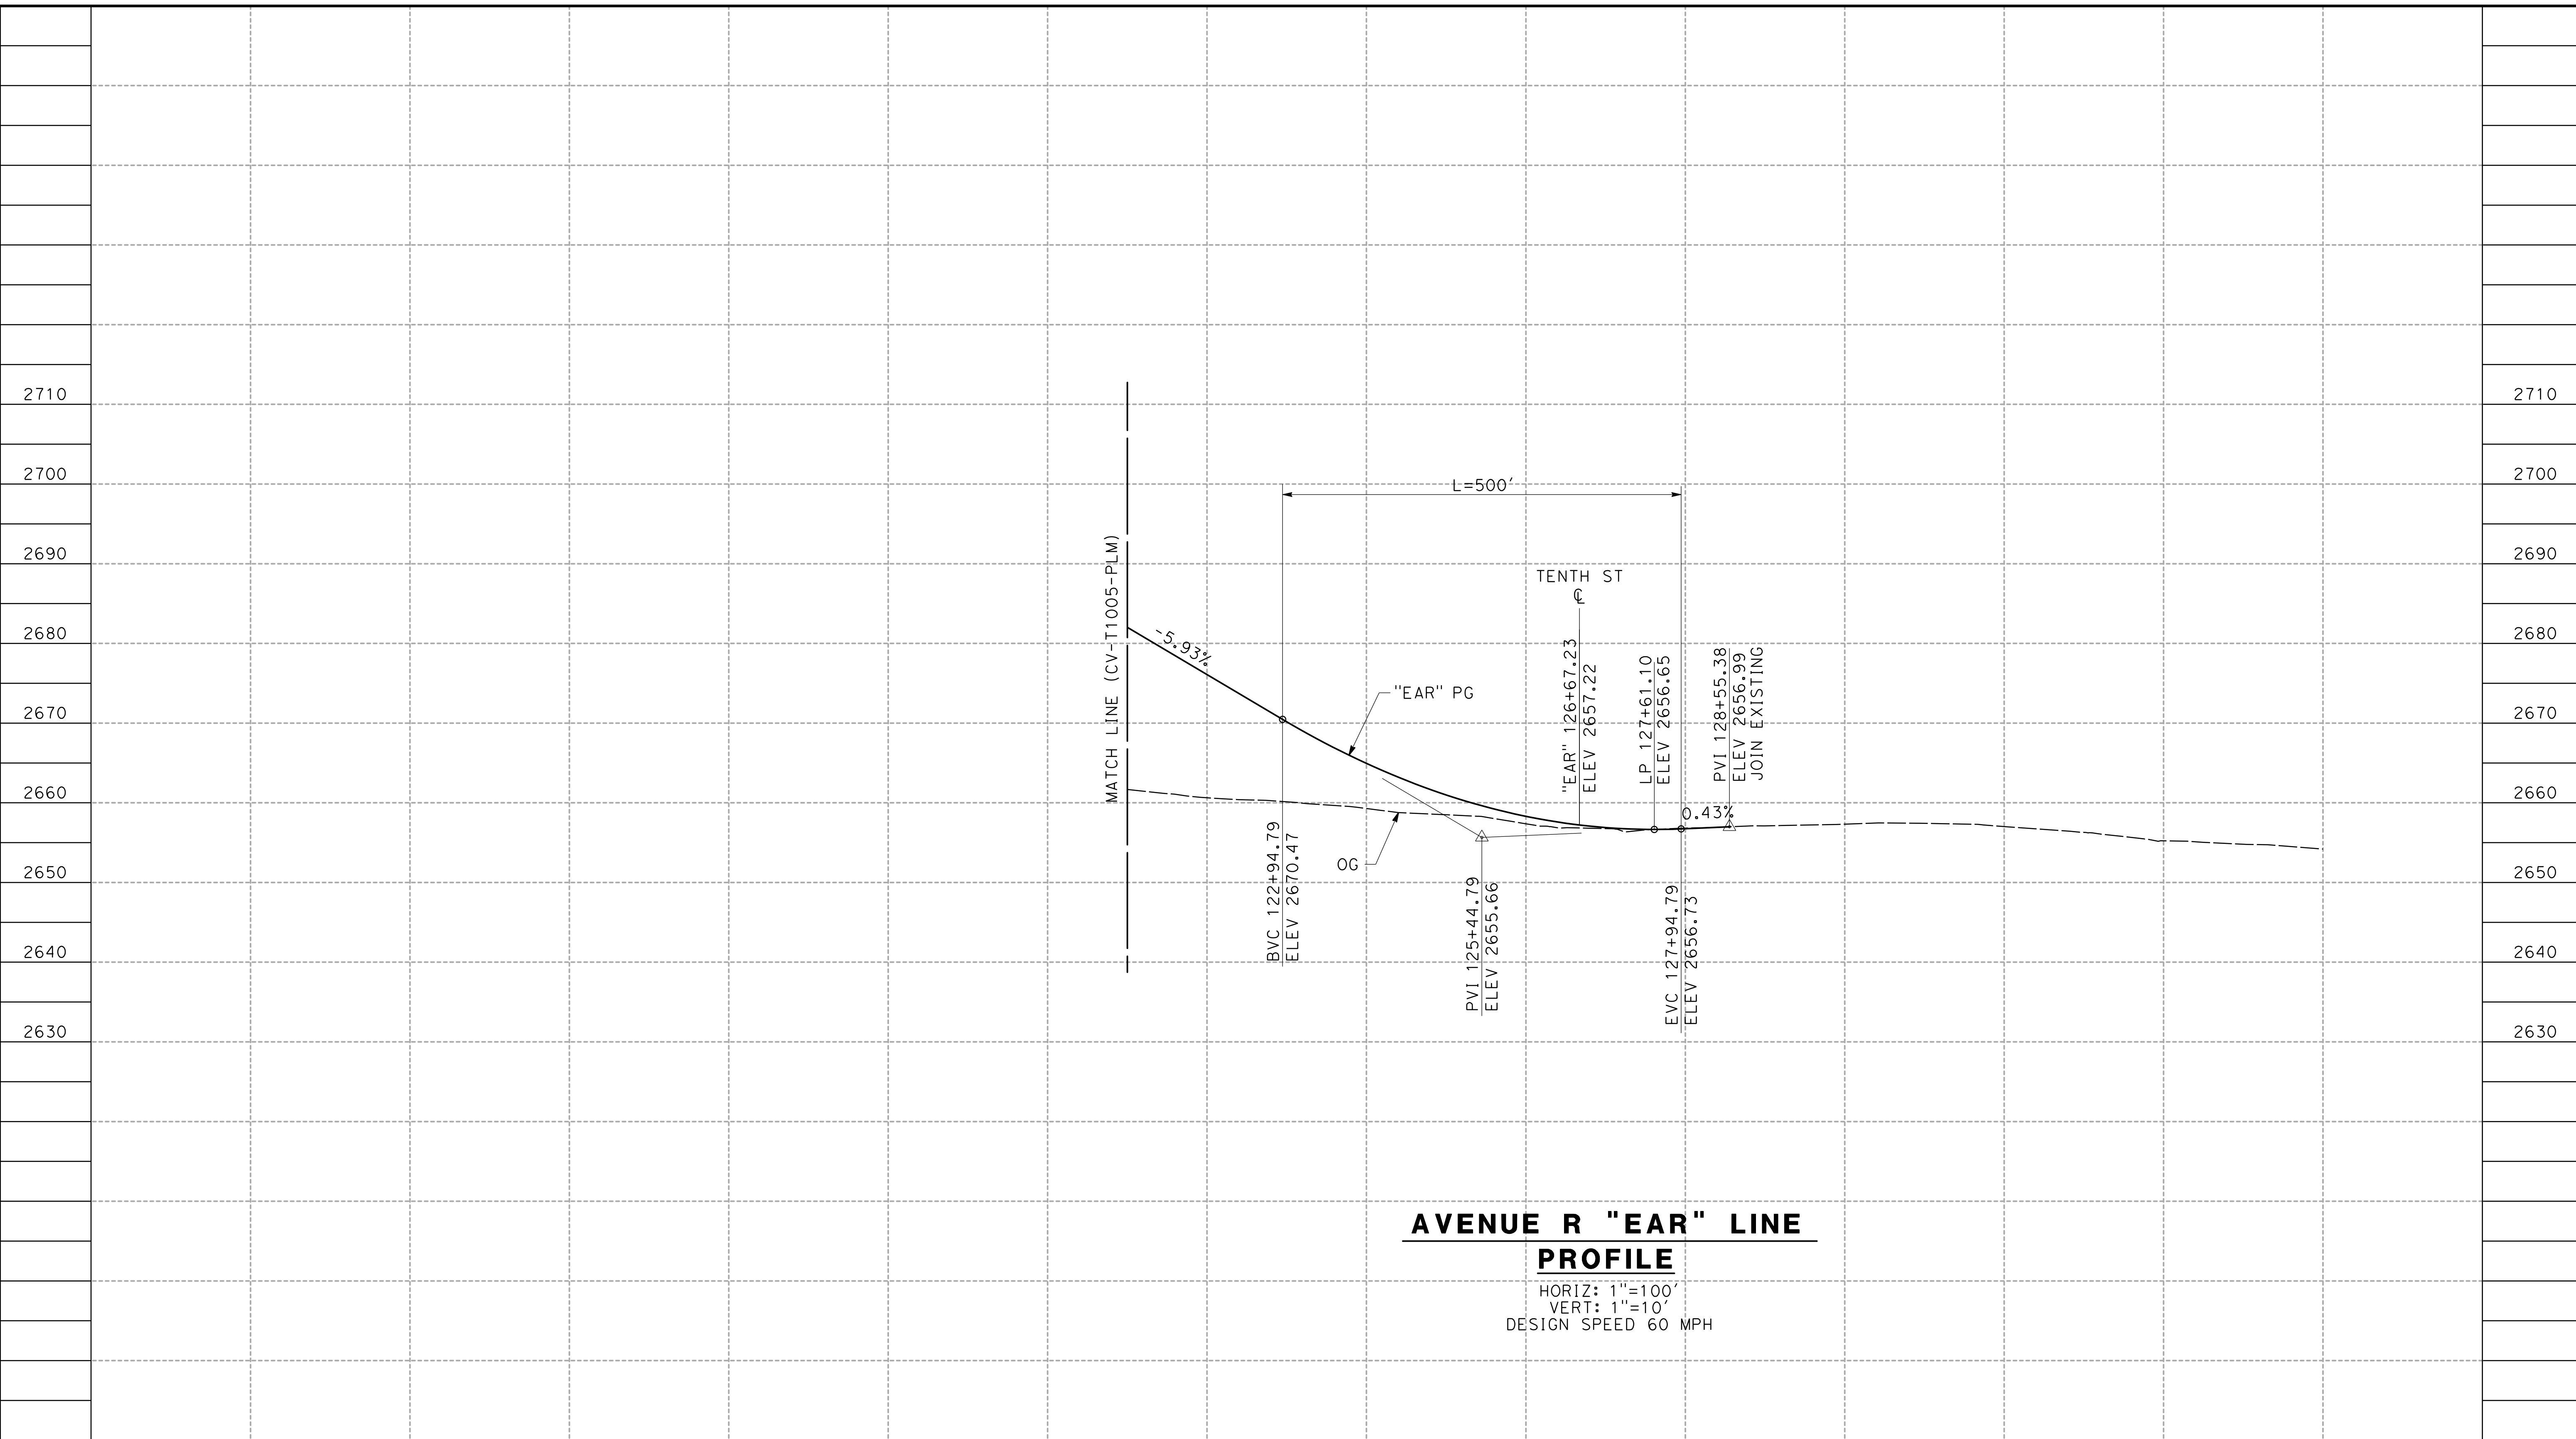 2710
2700
2690
2680
2670
2660
2650
2640
2630
MATCH LINE (CV-T1005-PLM)
-5.93%
L=500'
BVC 122+94.79
ELEV 2670.47
"EAR" PG
OG
PVI 125+44.79
ELEV 2655.66
TENTH ST
℄
"EAR" 126+67.23
ELEV 2657.22
LP 127+61.10
ELEV 2656.65
EVC 127+94.79
ELEV 2656.73
0.43%
PVI 128+55.38
ELEV 2656.99
JOIN EXISTING
2710
2700
2690
2680
2670
2660
2650
2640
2630
AVENUE R "EAR" LINE
PROFILE
HORIZ: 1"=100'
VERT: 1"=10'
DESIGN SPEED 60 MPH